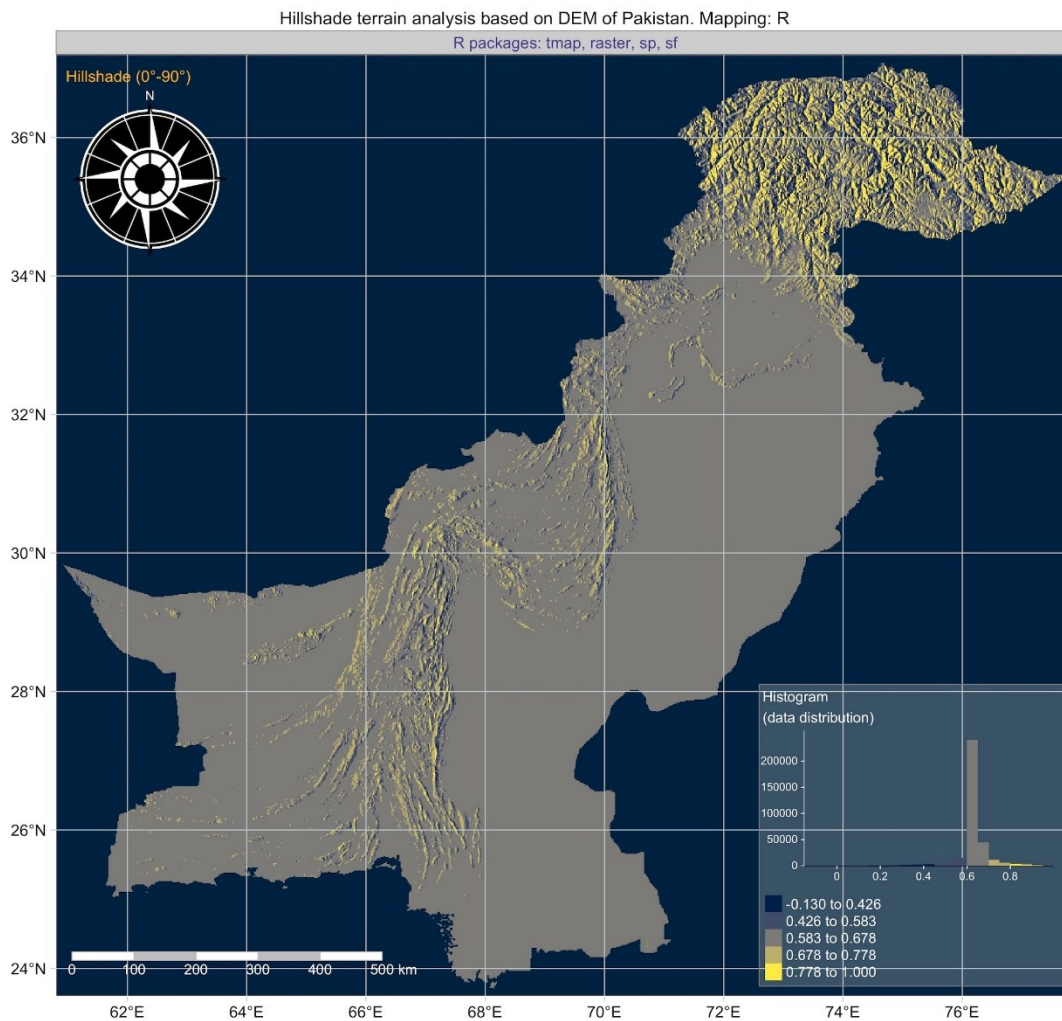 Hillshade terrain analysis based on DEM of Pakistan. Mapping: R
R packages: tmap, raster, sp, sf
Hillshade (0°-90°)
N
36°N
34°N
32°N
30°N
28°N
26°N
24°N
Histogram
(data distribution)
200000
150000
100000
50000
0
0 0.2 0.4 0.6 0.8
-0.130 to 0.426
0.426 to 0.583
0.583 to 0.678
0.678 to 0.778
0.778 to 1.000
0 100 200 300 400 500 km
62°E 64°E 66°E 68°E 70°E 72°E 74°E 76°E